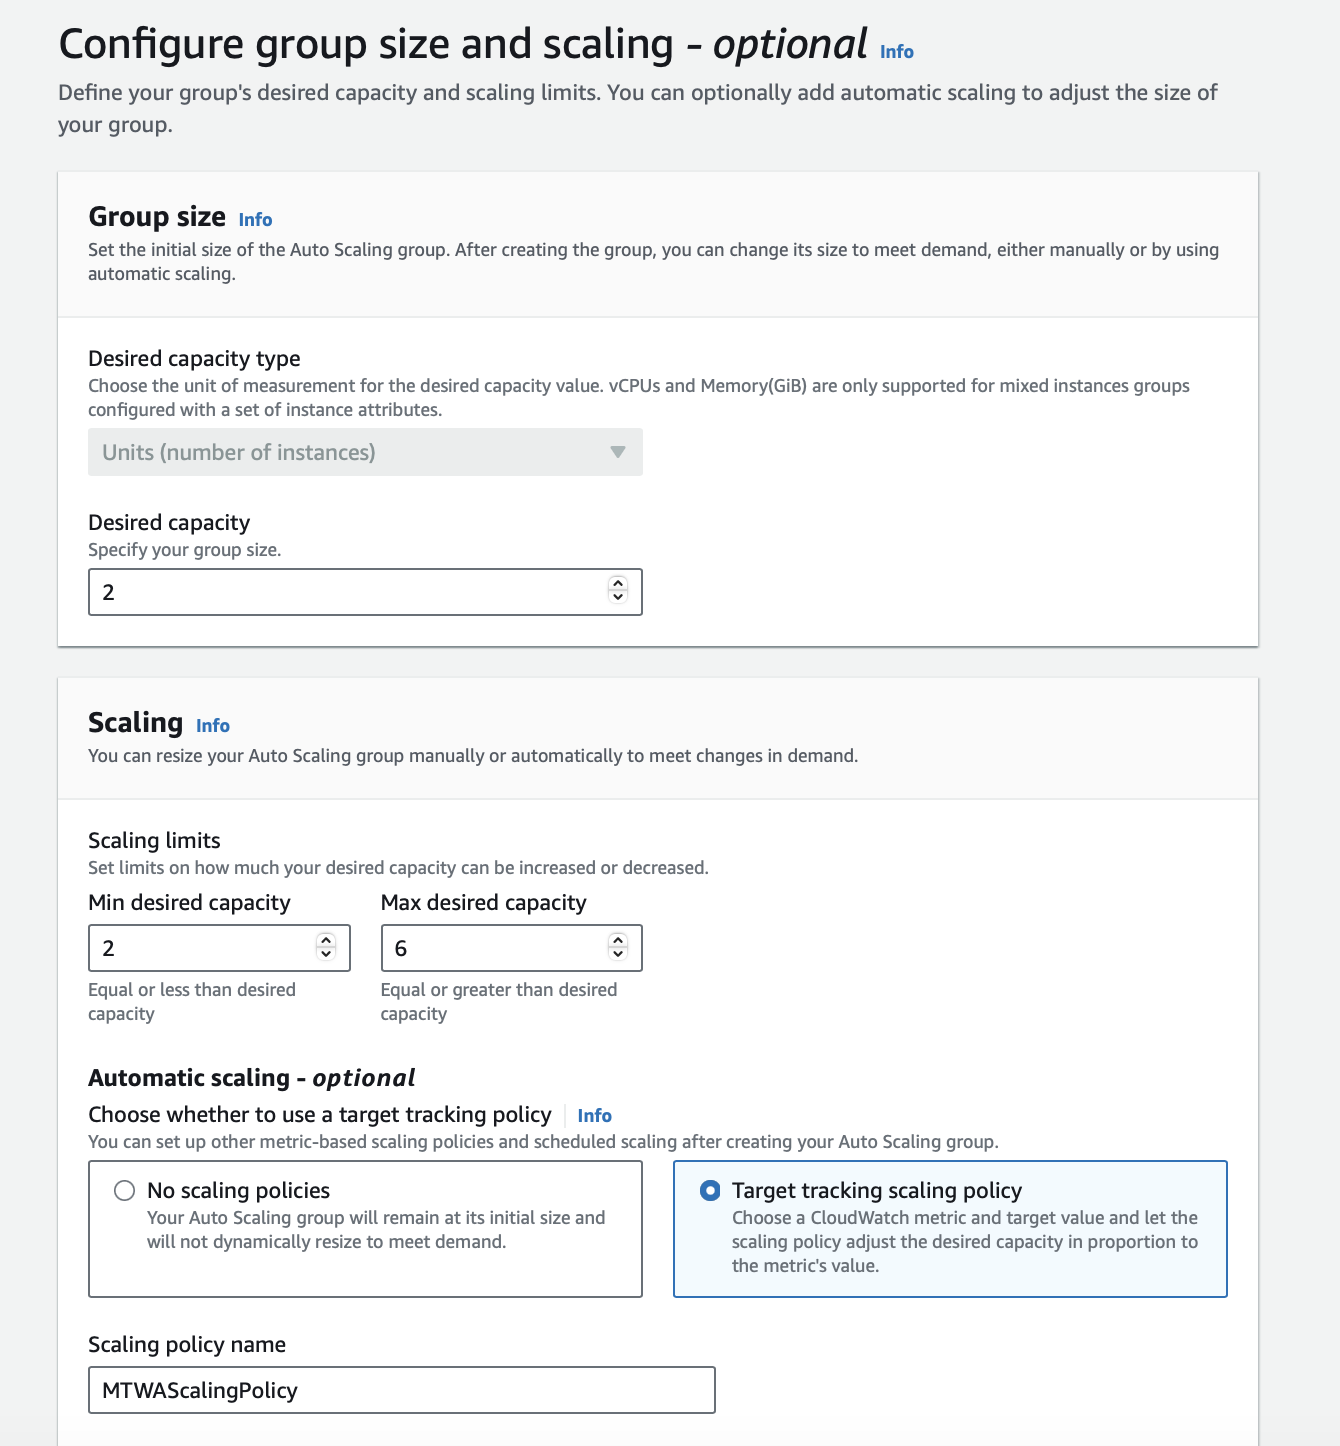 Configure group size and scaling - optional Info
Define your group's desired capacity and scaling limits. You can optionally add automatic scaling to adjust the size of
your group.
Group size Info
Set the initial size of the Auto Scaling group. After creating the group, you can change its size to meet demand, either manually or by using
automatic scaling.
Desired capacity type
Choose the unit of measurement for the desired capacity value. vCPUs and Memory(GiB) are only supported for mixed instances groups
configured with a set of instance attributes.
Units (number of instances)
Desired capacity
Specify your group size.
2
Scaling Info
You can resize your Auto Scaling group manually or automatically to meet changes in demand.
Scaling limits
Set limits on how much your desired capacity can be increased or decreased.
Min desired capacity
2
Equal or less than desired
capacity
Max desired capacity
6
Equal or greater than desired
capacity
Automatic scaling - optional
Choose whether to use a target tracking policy Info
You can set up other metric-based scaling policies and scheduled scaling after creating your Auto Scaling group.
No scaling policies
Your Auto Scaling group will remain at its initial size and
will not dynamically resize to meet demand.
Target tracking scaling policy
Choose a CloudWatch metric and target value and let the
scaling policy adjust the desired capacity in proportion to
the metric's value.
Scaling policy name
MTWAScalingPolicy